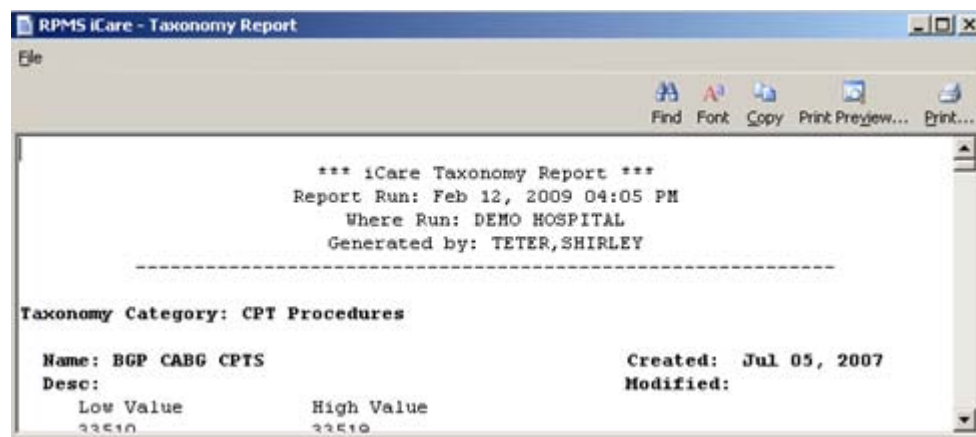 RPMS iCare - Taxonomy Report
File
Find Font Copy Print Preview... Print...
*** iCare Taxonomy Report ***
Report Run: Feb 12, 2009 04:05 PM
Where Run: DEMO HOSPITAL
Generated by: TETER,SHIRLEY
------------------------------------------------------------
Taxonomy Category: CPT Procedures
Name: BGP CABG CPTS Created: Jul 05, 2007
Desc: Modified:
Low Value High Value
33510 33519